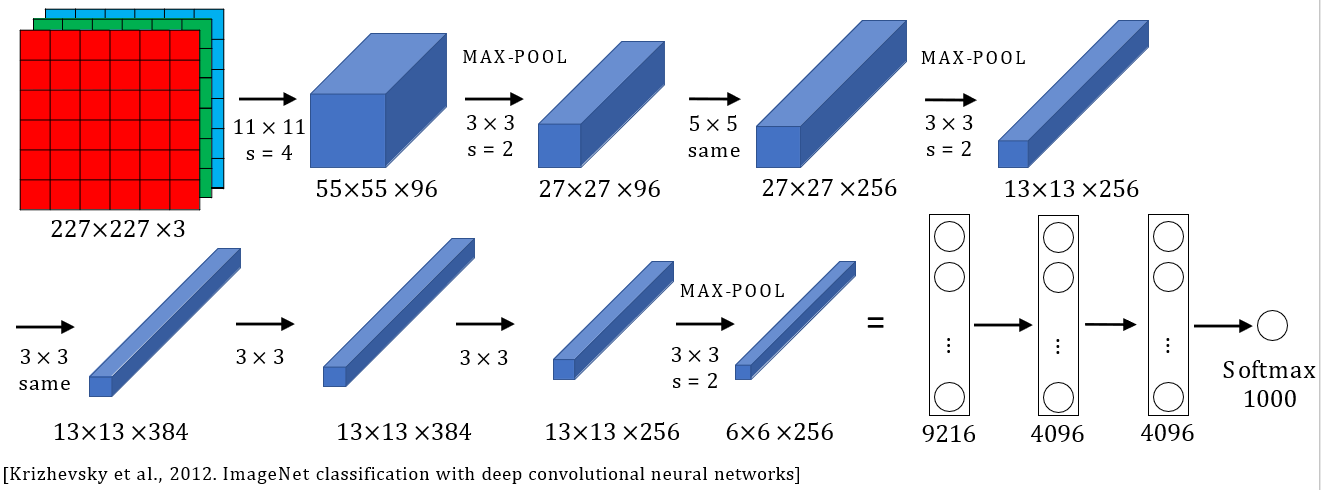 MAX-POOL
MAX-POOL
11 × 11
s = 4
3 × 3
s = 2
5 × 5
same
3 × 3
s = 2
227×227 ×3
55×55 ×96
27×27 ×96
27×27 ×256
13×13 ×256
MAX-POOL
3 × 3
same
3 × 3
3 × 3
3 × 3
s = 2
=
⋮
⋮
⋮
Softmax
1000
13×13 ×384
13×13 ×384
13×13 ×256
6×6 ×256
9216
4096
4096
[Krizhevsky et al., 2012. ImageNet classification with deep convolutional neural networks]